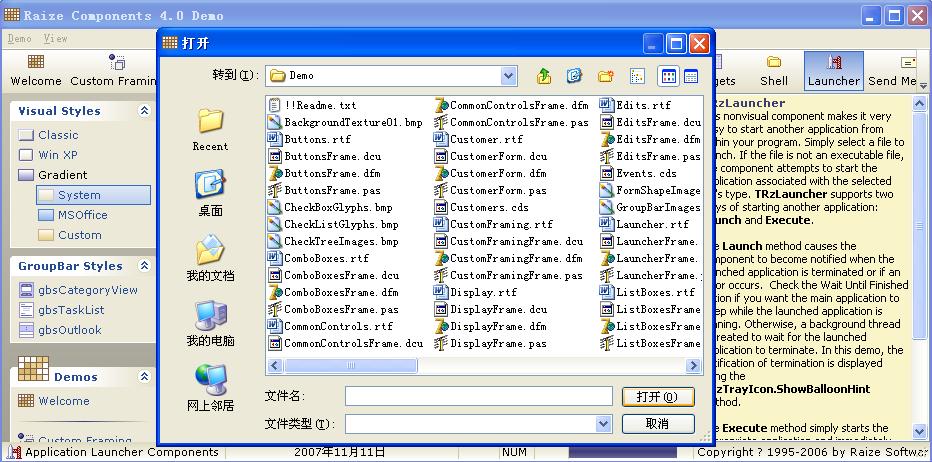 Raize Components 4.0 Demo
Demo View
Welcome
Custom Framin
Shell
Launcher
Send Me
Visual Styles
Classic
Win XP
Gradient
System
MSOffice
Custom
GroupBar Styles
gbsCategoryView
gbsTaskList
gbsOutlook
Demos
Welcome
Custom Framing
打开
转到(I):
Demo
Recent
桌面
我的文档
我的电脑
网上邻居
!!Readme.txt
BackgroundTexture01.bmp
Buttons.rtf
ButtonsFrame.dcu
ButtonsFrame.dfm
ButtonsFrame.pas
CheckBoxGlyphs.bmp
CheckListGlyphs.bmp
CheckTreeImages.bmp
ComboBoxes.rtf
ComboBoxesFrame.dcu
ComboBoxesFrame.dfm
ComboBoxesFrame.pas
CommonControls.rtf
CommonControlsFrame.dcu
CommonControlsFrame.dfm
CommonControlsFrame.pas
Customer.rtf
CustomerForm.dcu
CustomerForm.dfm
CustomerForm.pas
Customers.cds
CustomFraming.rtf
CustomFramingFrame.dcu
CustomFramingFrame.dfm
CustomFramingFrame.pas
Display.rtf
DisplayFrame.dcu
DisplayFrame.dfm
DisplayFrame.pas
Edits.rtf
EditsFrame.dcu
EditsFrame.dfm
EditsFrame.pas
Events.cds
FormShapeImage
GroupBarImages
Launcher.rtf
LauncherFrame.
LauncherFrame.
LauncherFrame.
ListBoxes.rtf
ListBoxesFrame
ListBoxesFrame
ListBoxesFrame
文件名:
打开(O)
文件类型(T):
取消
zLauncher
s nonvisual component makes it very
sy to start another application from
hin your program. Simply select a file to
nch. If the file is not an executable file,
component attempts to start the
plication associated with the selected
's type. TRzLauncher supports two
ys of starting another application:
unch and Execute.
e Launch method causes the
mponent to become notified when the
nched application is terminated or if an
or occurs. Check the Wait Until Finished
tion if you want the main application to
ep while the launched application is
nning. Otherwise, a background thread
reated to wait for the launched
plication to terminate. In this demo, the
tification of termination is displayed
ng the
zTrayIcon.ShowBalloonHint
thod.
e Execute method simply starts the
Application Launcher Components
2007年11月11日
NUM
Copyright ? 1995-2006 by Raize Softwar